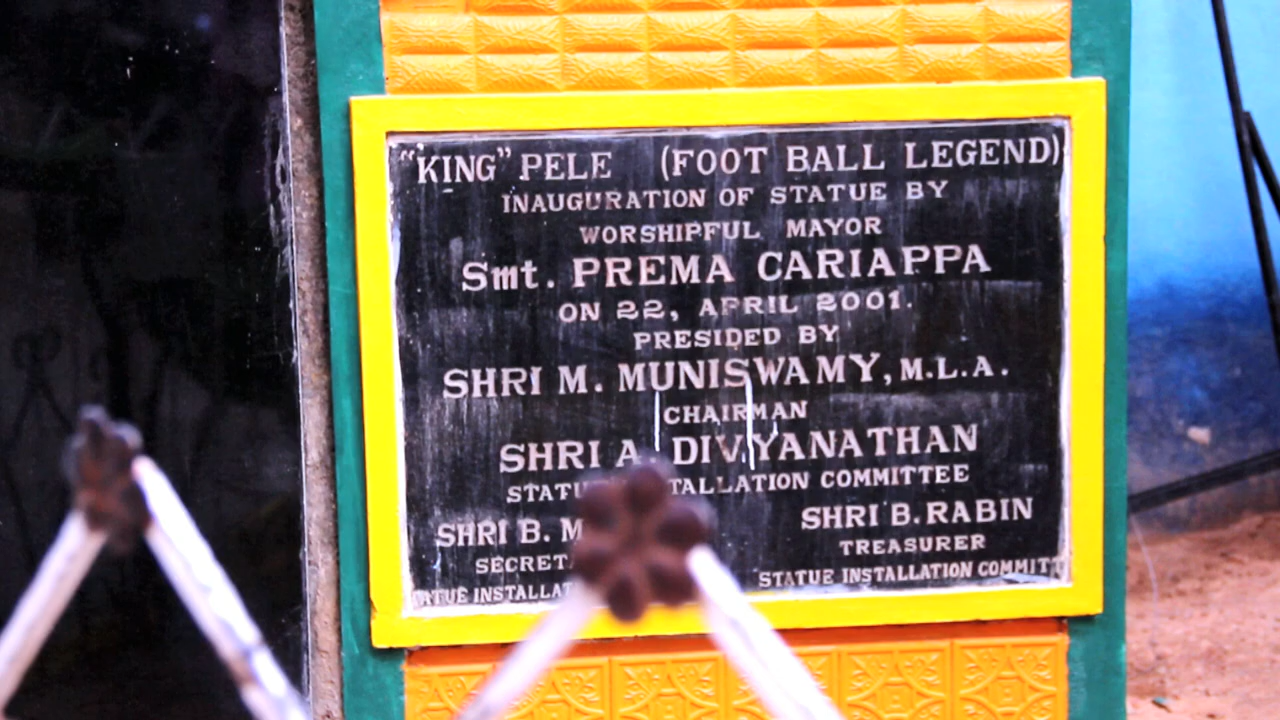 "KING" PELE (FOOT BALL LEGEND)
INAUGURATION OF STATUE BY
WORSHIPFUL MAYOR
Smt. PREMA CARIAPPA
ON 22, APRIL 2001.
PRESIDED BY
SHRI M. MUNISWAMY, M.L.A.
CHAIRMAN
SHRI A. DIVYANATHAN
COMMITTEE
SHRI B. SHRI B. RABIN
TREASURER
STATUE INSTALLATION